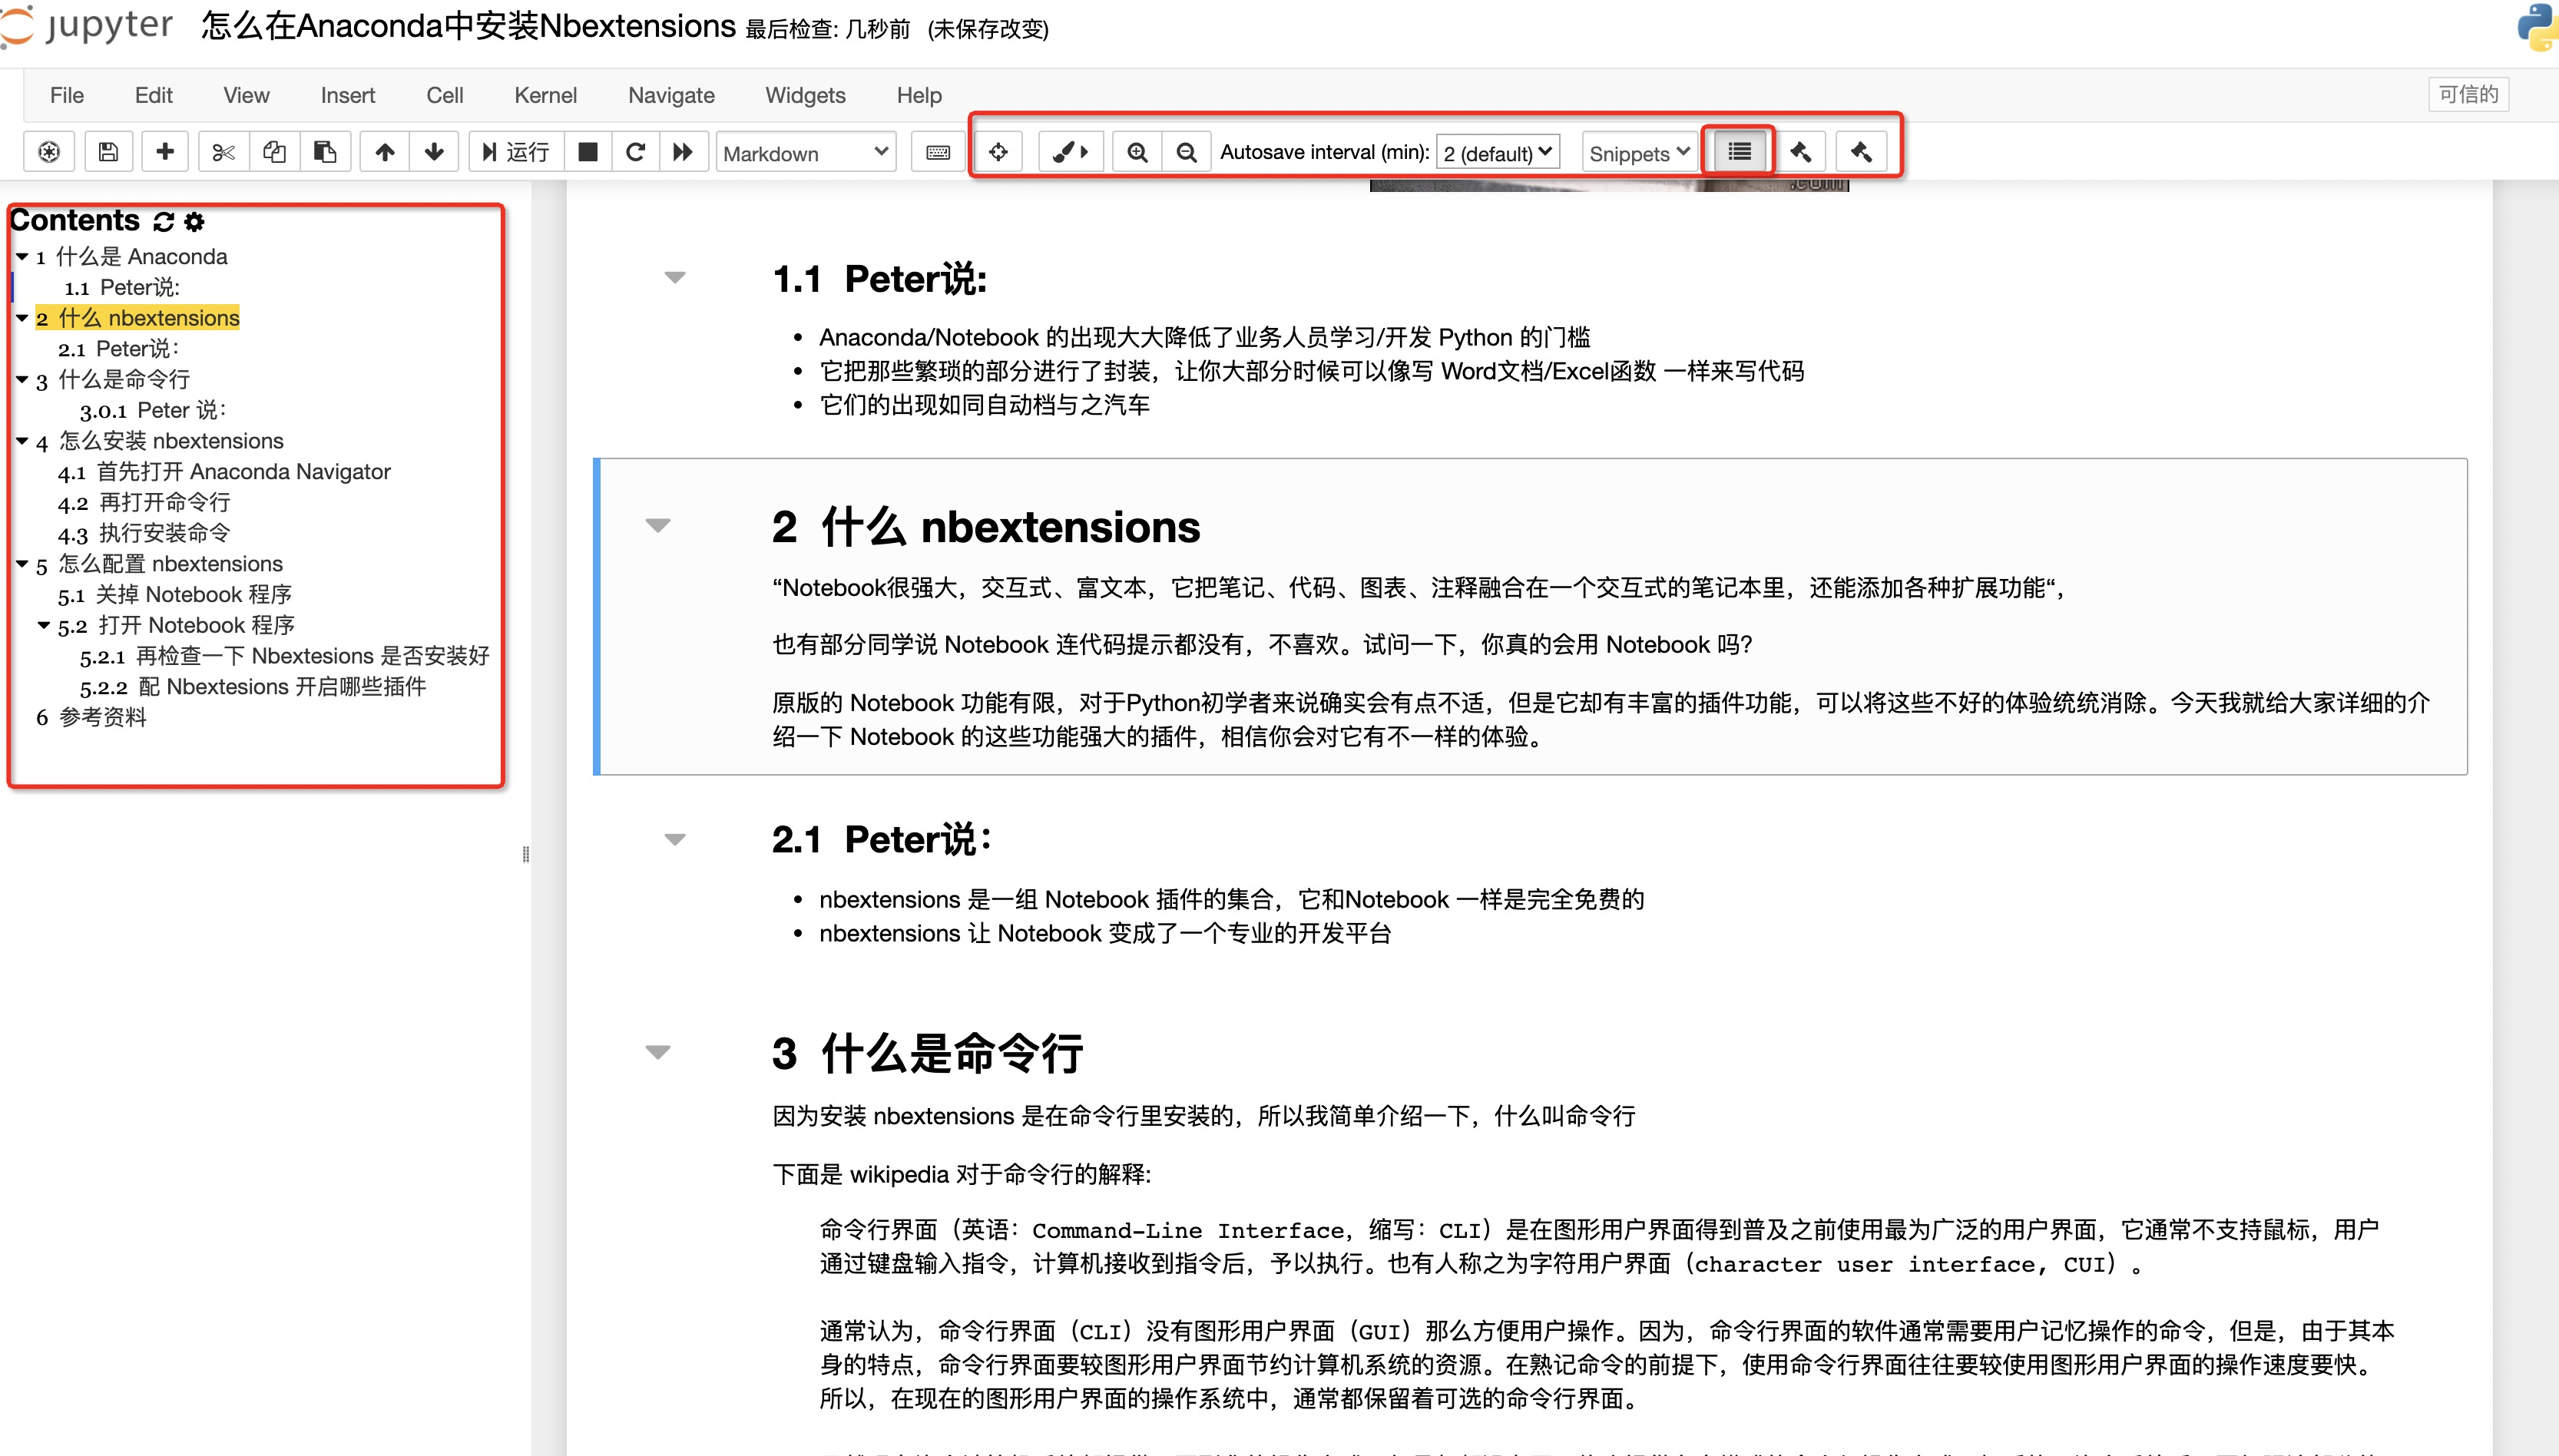 jupyter 怎么在Anaconda中安装Nbextensions 最后检查: 几秒前 (未保存改变)
File Edit View Insert Cell Kernel Navigate Widgets Help 可信的
运行 Markdown Autosave interval (min): 2 (default) Snippets
.com
Contents
1 什么是 Anaconda
1.1 Peter说:
2 什么 nbextensions
2.1 Peter说：
3 什么是命令行
3.0.1 Peter 说：
4 怎么安装 nbextensions
4.1 首先打开 Anaconda Navigator
4.2 再打开命令行
4.3 执行安装命令
5 怎么配置 nbextensions
5.1 关掉 Notebook 程序
5.2 打开 Notebook 程序
5.2.1 再检查一下 Nbextesions 是否安装好
5.2.2 配 Nbextesions 开启哪些插件
6 参考资料
1.1 Peter说:
• Anaconda/Notebook 的出现大大降低了业务人员学习/开发 Python 的门槛
• 它把那些繁琐的部分进行了封装，让你大部分时候可以像写 Word文档/Excel函数 一样来写代码
• 它们的出现如同自动档与之汽车
2 什么 nbextensions
“Notebook很强大，交互式、富文本，它把笔记、代码、图表、注释融合在一个交互式的笔记本里，还能添加各种扩展功能“，
也有部分同学说 Notebook 连代码提示都没有，不喜欢。试问一下，你真的会用 Notebook 吗?
原版的 Notebook 功能有限，对于Python初学者来说确实会有点不适，但是它却有丰富的插件功能，可以将这些不好的体验统统消除。今天我就给大家详细的介
绍一下 Notebook 的这些功能强大的插件，相信你会对它有不一样的体验。
2.1 Peter说：
• nbextensions 是一组 Notebook 插件的集合，它和Notebook 一样是完全免费的
• nbextensions 让 Notebook 变成了一个专业的开发平台
3 什么是命令行
因为安装 nbextensions 是在命令行里安装的，所以我简单介绍一下，什么叫命令行
下面是 wikipedia 对于命令行的解释:
命令行界面（英语：Command-Line Interface，缩写：CLI）是在图形用户界面得到普及之前使用最为广泛的用户界面，它通常不支持鼠标，用户
通过键盘输入指令，计算机接收到指令后，予以执行。也有人称之为字符用户界面（character user interface, CUI）。
通常认为，命令行界面（CLI）没有图形用户界面（GUI）那么方便用户操作。因为，命令行界面的软件通常需要用户记忆操作的命令，但是，由于其本
身的特点，命令行界面要较图形用户界面节约计算机系统的资源。在熟记命令的前提下，使用命令行界面往往要较使用图形用户界面的操作速度要快。
所以，在现在的图形用户界面的操作系统中，通常都保留着可选的命令行界面。